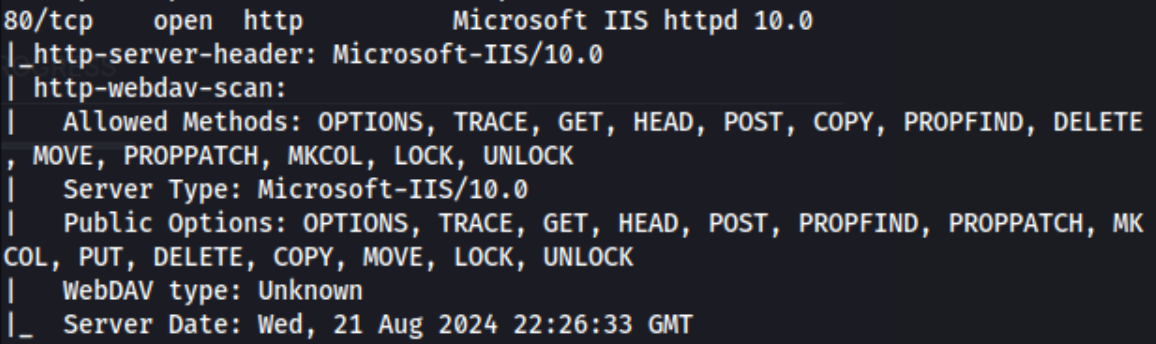 80/tcp    open  http          Microsoft IIS httpd 10.0
|_http-server-header: Microsoft-IIS/10.0
| http-webdav-scan:
|   Allowed Methods: OPTIONS, TRACE, GET, HEAD, POST, COPY, PROPFIND, DELETE
, MOVE, PROPPATCH, MKCOL, LOCK, UNLOCK
|   Server Type: Microsoft-IIS/10.0
|   Public Options: OPTIONS, TRACE, GET, HEAD, POST, PROPFIND, PROPPATCH, MK
COL, PUT, DELETE, COPY, MOVE, LOCK, UNLOCK
|   WebDAV type: Unknown
|_  Server Date: Wed, 21 Aug 2024 22:26:33 GMT